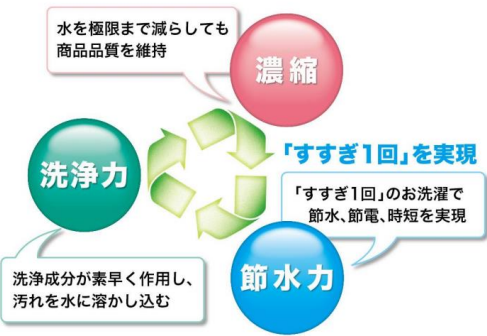 水を極限まで減らしても
商品品質を維持
濃縮
洗浄力
「すすぎ1回」を実現
「すすぎ1回」のお洗濯で
節水、節電、時短を実現
節水力
洗浄成分が素早く作用し、
汚れを水に溶かし込む